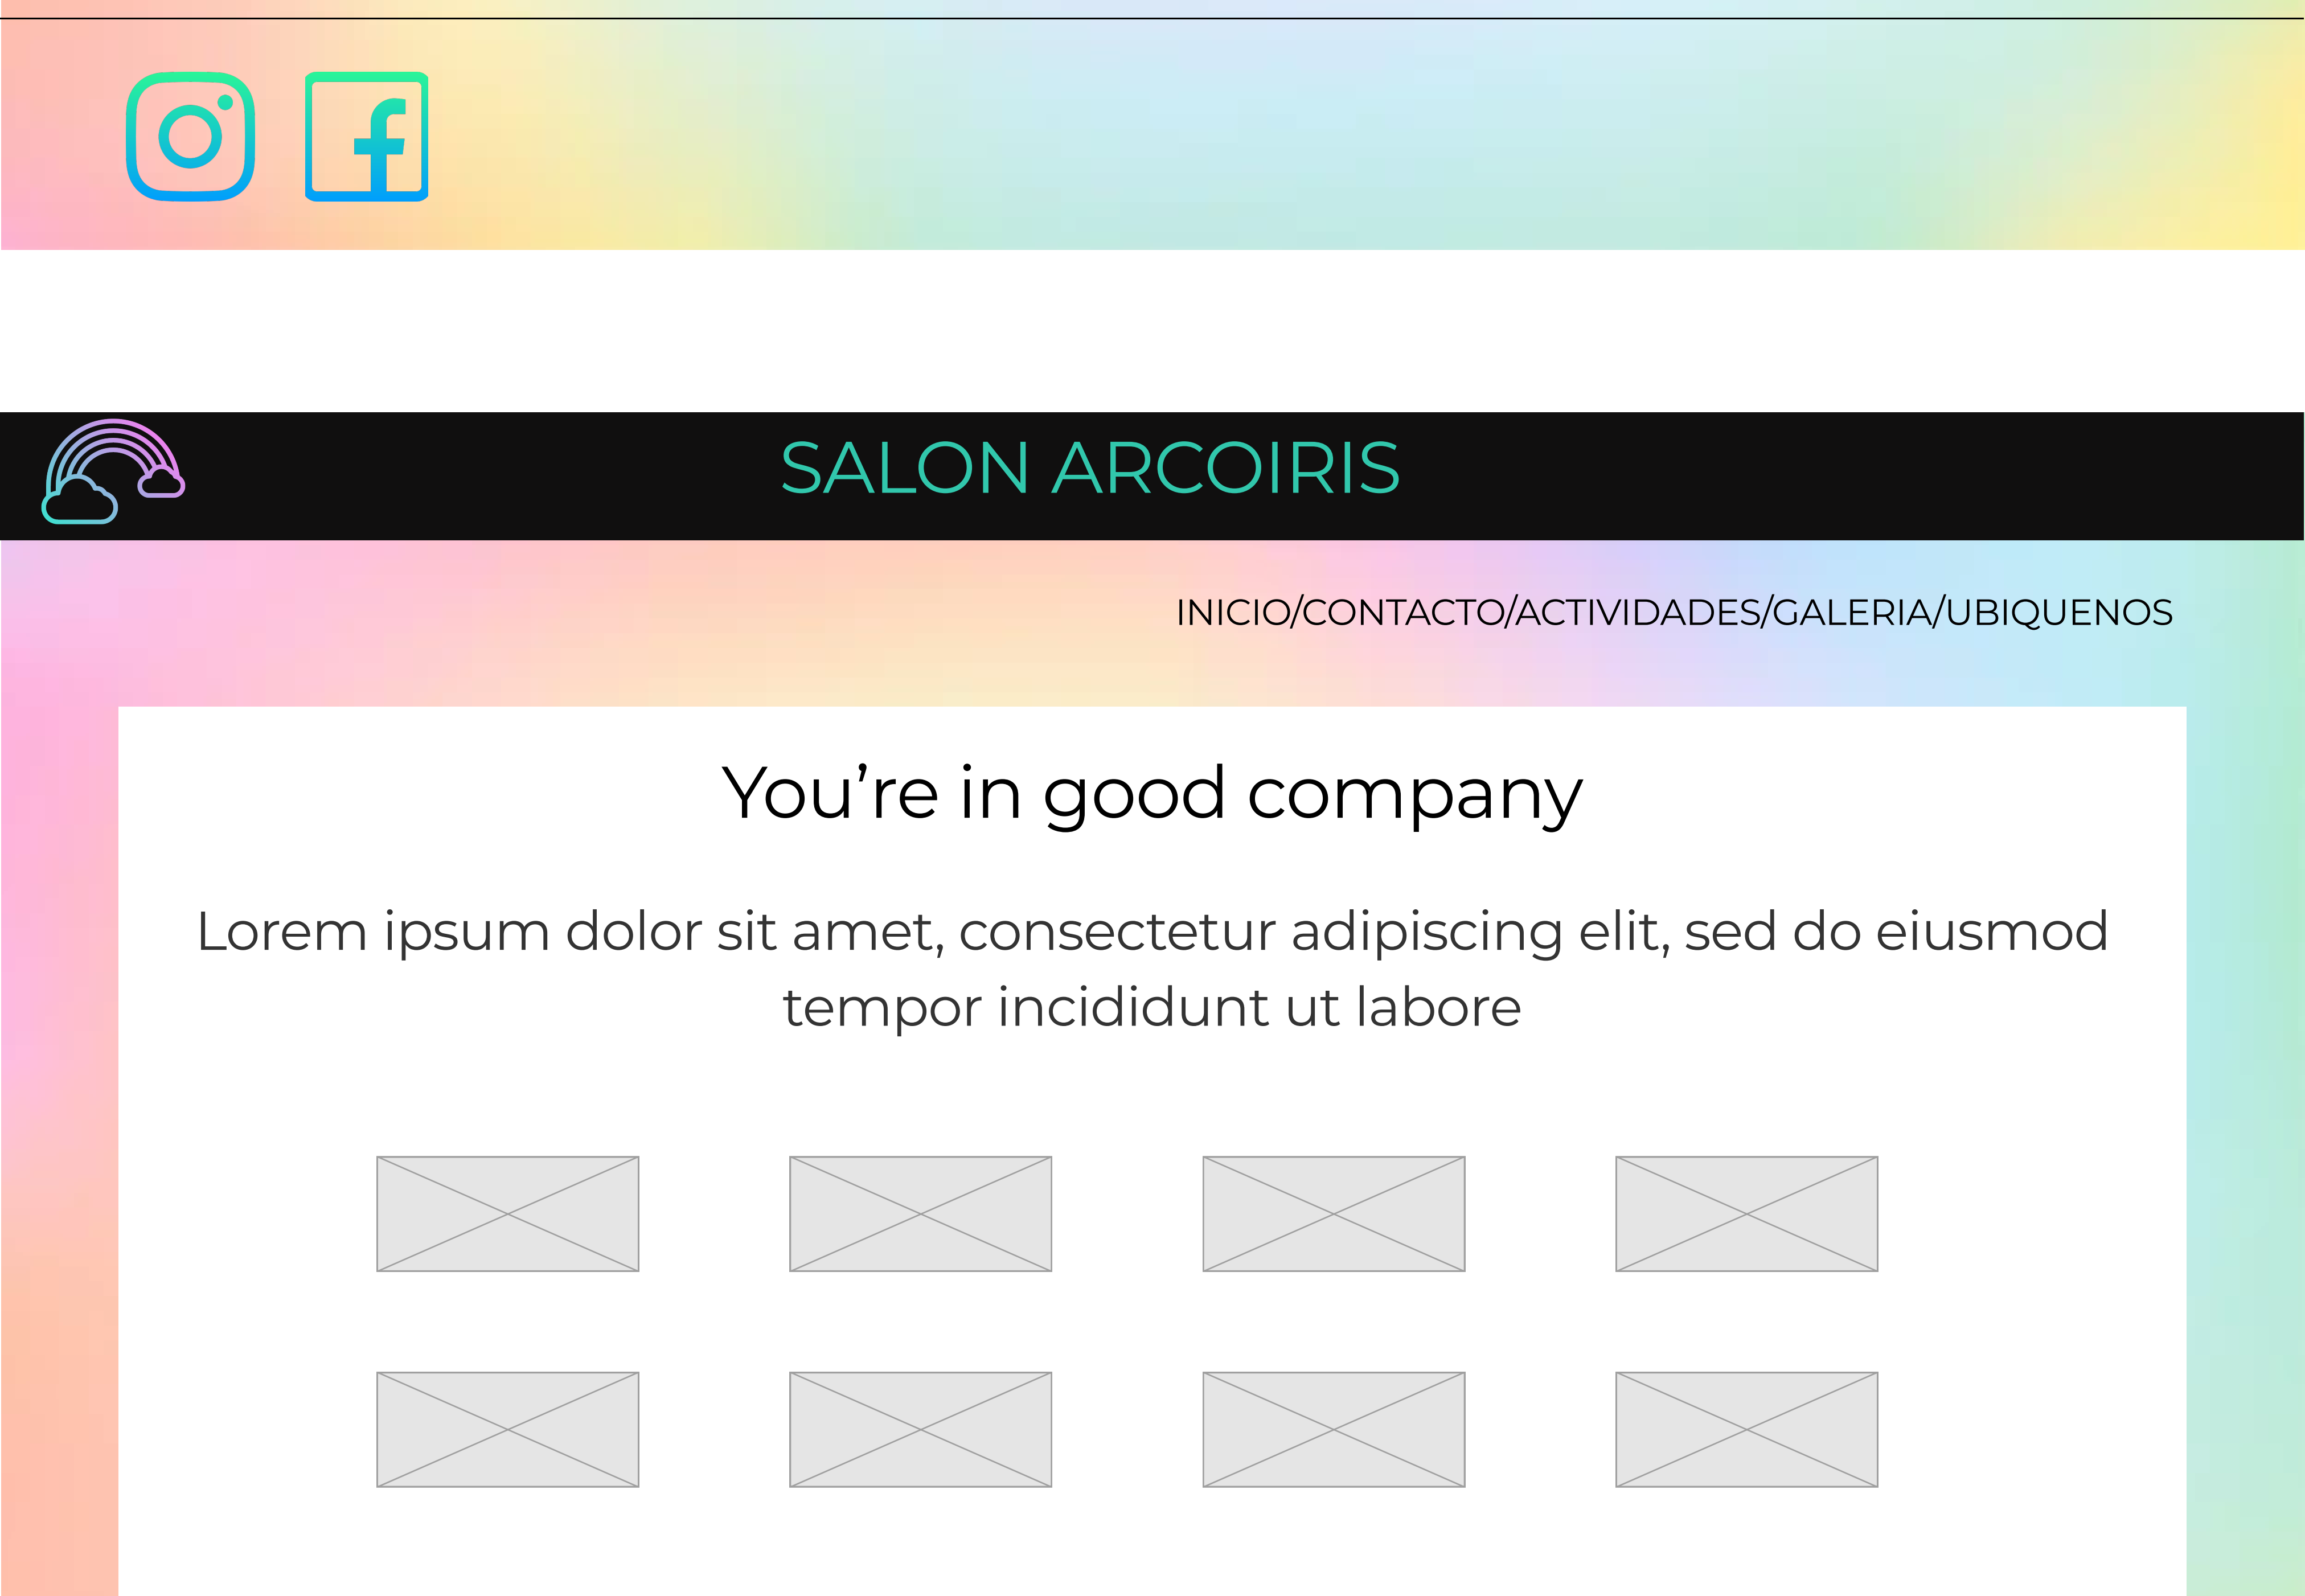 SALON ARCOIRIS
INICIO/CONTACTO/ACTIVIDADES/GALERIA/UBIQUENOS
You’re in good company
Lorem ipsum dolor sit amet, consectetur adipiscing elit, sed do eiusmod
tempor incididunt ut labore